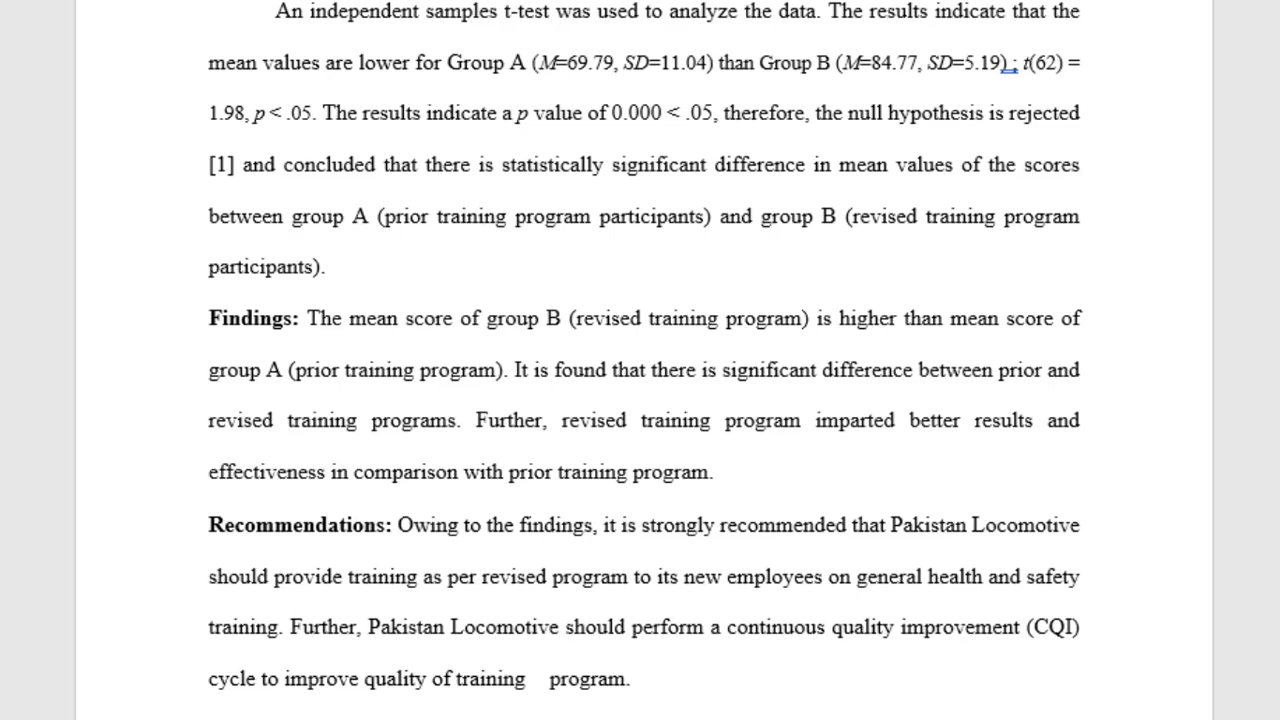 An independent samples t-test was used to analyze the data. The results indicate that the
mean values are lower for Group A (M=69.79, SD=11.04) than Group B (M=84.77, SD=5.19) ; t(62) =
1.98, p < .05. The results indicate a p value of 0.000 < .05, therefore, the null hypothesis is rejected
[1] and concluded that there is statistically significant difference in mean values of the scores
between group A (prior training program participants) and group B (revised training program
participants).
Findings: The mean score of group B (revised training program) is higher than mean score of
group A (prior training program). It is found that there is significant difference between prior and
revised training programs. Further, revised training program imparted better results and
effectiveness in comparison with prior training program.
Recommendations: Owing to the findings, it is strongly recommended that Pakistan Locomotive
should provide training as per revised program to its new employees on general health and safety
training. Further, Pakistan Locomotive should perform a continuous quality improvement (CQI)
cycle to improve quality of training program.